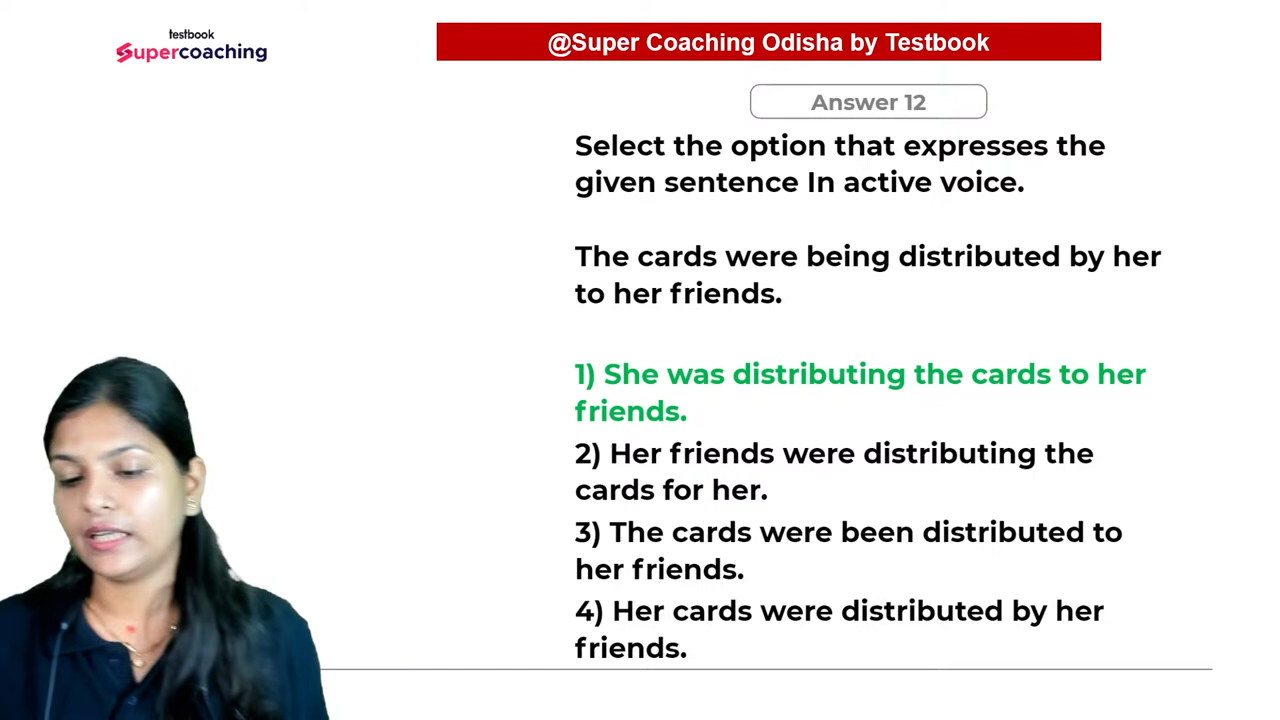 testbook
Supercoaching
@Super Coaching Odisha by Testbook
Answer 12
Select the option that expresses the
given sentence In active voice.
The cards were being distributed by her
to her friends.
1) She was distributing the cards to her
friends.
2) Her friends were distributing the
cards for her.
3) The cards were been distributed to
her friends.
4) Her cards were distributed by her
friends.